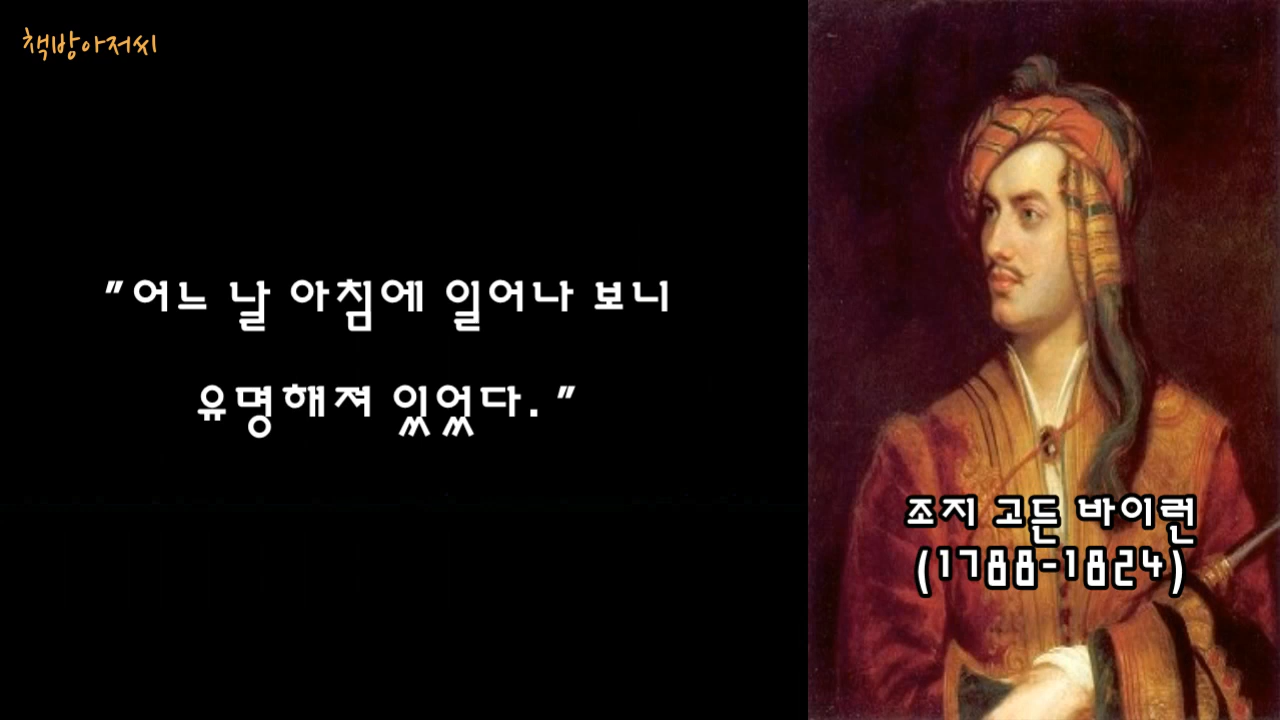 책방아저씨
"어느 날 아침에 일어나 보니
유명해져 있었다."
조지 고든 바이런
(1788-1824)